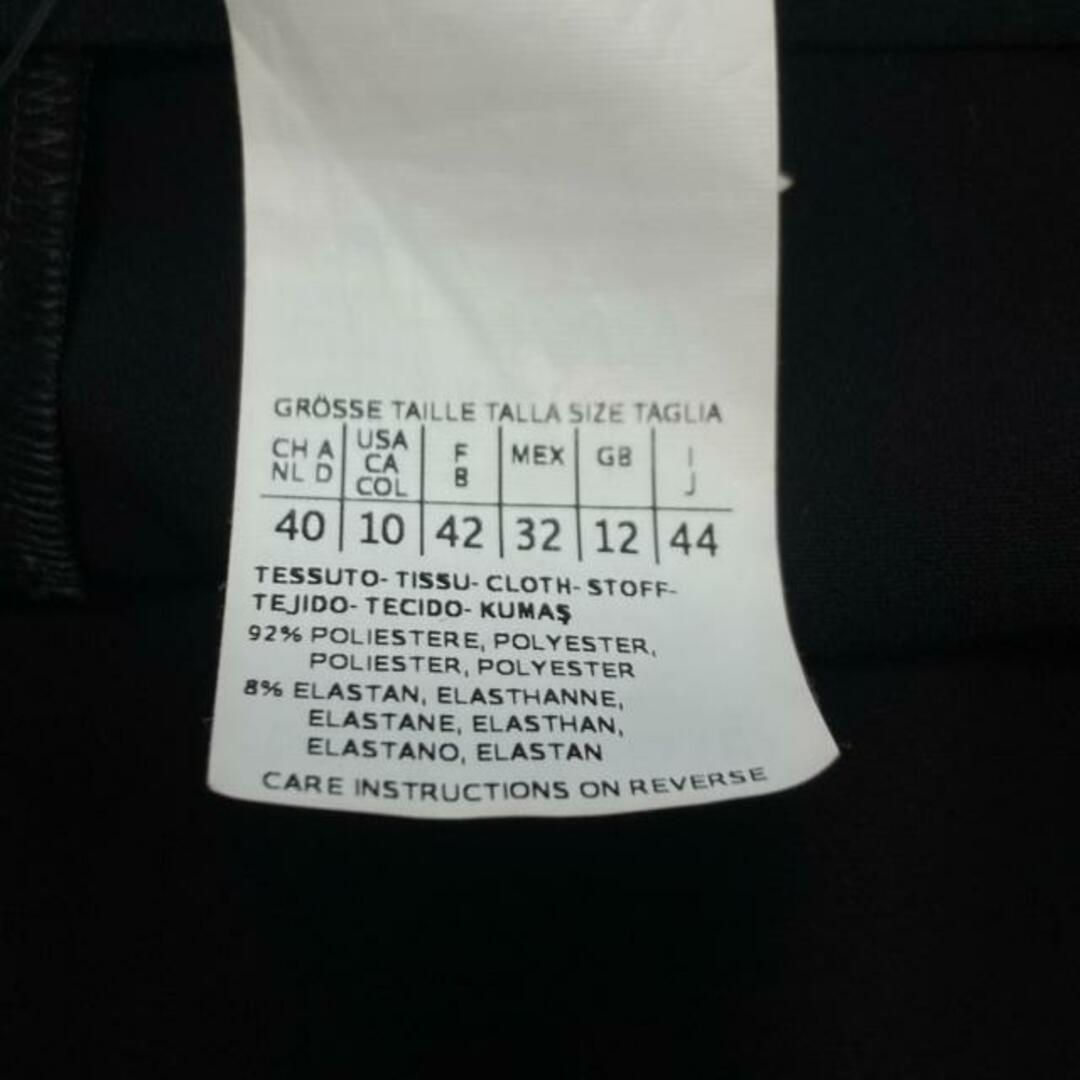 GRÖSSE TAILLE TALLA SIZE TAGLIA
CH A NL D | USA CA COL | F B | MEX | GB | I J
40 | 10 | 42 | 32 | 12 | 44
TESSUTO- TISSU- CLOTH- STOFF-
TEJIDO- TECIDO- KUMAŞ
92% POLIESTERE, POLYESTER,
POLIESTER, POLYESTER
8% ELASTAN, ELASTHANNE,
ELASTANE, ELASTHAN,
ELASTANO, ELASTAN
CARE INSTRUCTIONS ON REVERSE